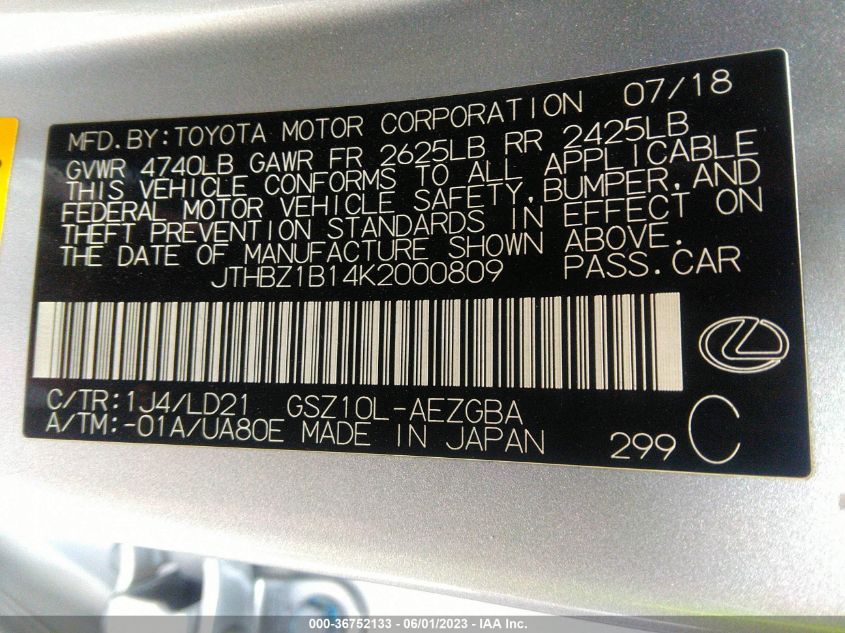 MFD.BY:TOYOTA MOTOR CORPORATION 07/18
GVWR 4740LB GAWR FR 2625LB RR 2425LB
THIS VEHICLE CONFORMS TO ALL APPLICABLE
FEDERAL MOTOR VEHICLE SAFETY,BUMPER,AND
THEFT PREVENTION STANDARDS IN EFFECT ON
THE DATE OF MANUFACTURE SHOWN ABOVE.
JTHBZ1B14K2000809 PASS.CAR
C/TR:1J4/LD21 GSZ10L-AEZGBA
A/TM:-01A/UA80E MADE IN JAPAN 299 C
000-36752133 - 06/01/2023 - © IAA, Inc.